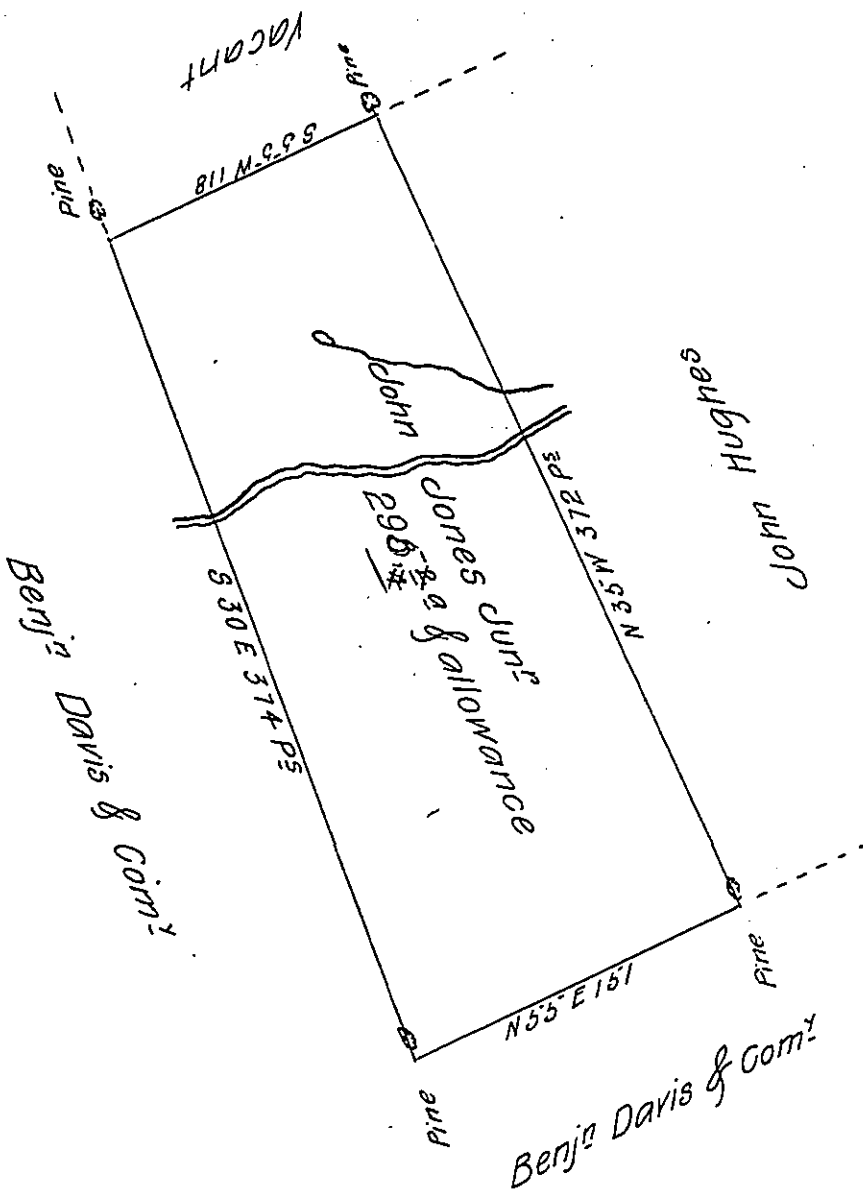 Vacant
Pine
Pine
S 55 W 118
John Hughes
N 35 W 372 Ps
John
Jones Junr
a & allowance
S 30 E 374 Ps
Benjn Davis & Comy
N 55 E 151
Pine
Pine
Benjn Davis & Comy